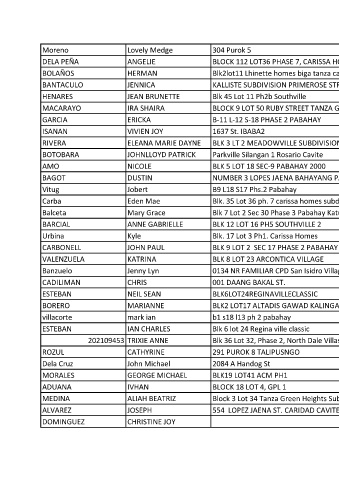 Moreno Lovely Medge 304 Purok 5
DELA PEÑA ANGELIE BLOCK 112 LOT36 PHASE 7, CARISSA HO
BOLAÑOS HERMAN Blk2lot11 Lhinette homes biga tanza ca
BANTACULO JENNICA KALLISTE SUBDIVISION PRIMEROSE STR
HENARES JEAN BRUNETTE Blk 45 Lot 11 Ph2b Southville
MACARAYO IRA SHAIRA BLOCK 9 LOT 50 RUBY STREET TANZA G
GARCIA ERICKA B-11 L-12 S-18 PHASE 2 PABAHAY
ISANAN VIVIEN JOY 1637 St. IBABA2
RIVERA ELEANA MARIE DAYNE BLK 3 LT 2 MEADOWVILLE SUBDIVISION
BOTOBARA JOHNLLOYD PATRICK Parkville Silangan 1 Rosario Cavite
AMO NICOLE BLK 5 LOT 18 SEC-9 PABAHAY 2000
BAGOT DUSTIN NUMBER 3 LOPES JAENA BAHAYANG PA
Vitug Jobert B9 L18 S17 Phs.2 Pabahay
Carba Eden Mae Blk. 35 Lot 36 ph. 7 carissa homes subd
Balceta Mary Grace Blk 7 Lot 2 Sec 30 Phase 3 Pabahay Kat
BARCIAL ANNE GABRIELLE BLK 12 LOT 16 PH5 SOUTHVILLE 2
Urbina Kyle Blk. 17 Lot 3 Ph1. Carissa Homes
CARBONELL JOHN PAUL BLK 9 LOT 2  SEC 17 PHASE 2 PABAHAY
VALENZUELA KATRINA BLK 8 LOT 23 ARCONTICA VILLAGE
Banzuelo Jenny Lyn 0134 NR FAMILIAR CPD San Isidro Villag
CADILIMAN CHRIS 001 DAANG BAKAL ST.
ESTEBAN NEIL SEAN BLK6LOT24REGINAVILLECLASSIC
BORERO MARIANNE BLK2 LOT17 ALTADIS GAWAD KALINGA
villacorte mark ian b1 s18 l13 ph 2 pabahay
ESTEBAN IAN CHARLES Blk 6 lot 24 Regina ville classic
202109453 TRIXIE ANNE Blk 36 Lot 32, Phase 2, North Dale Villas
ROZUL CATHYRINE 291 PUROK 8 TALIPUSNGO
Dela Cruz John Michael 2084 A Handog St
MORALES GEORGE MICHAEL BLK19 LOT41 ACM PH1
ADUANA IVHAN BLOCK 18 LOT 4, GPL 1
MEDINA ALIAH BEATRIZ Block 3 Lot 34 Tanza Green Heights Sub
ALVAREZ JOSEPH 554  LOPEZ JAENA ST. CARIDAD CAVITE
DOMINGUEZ CHRISTINE JOY